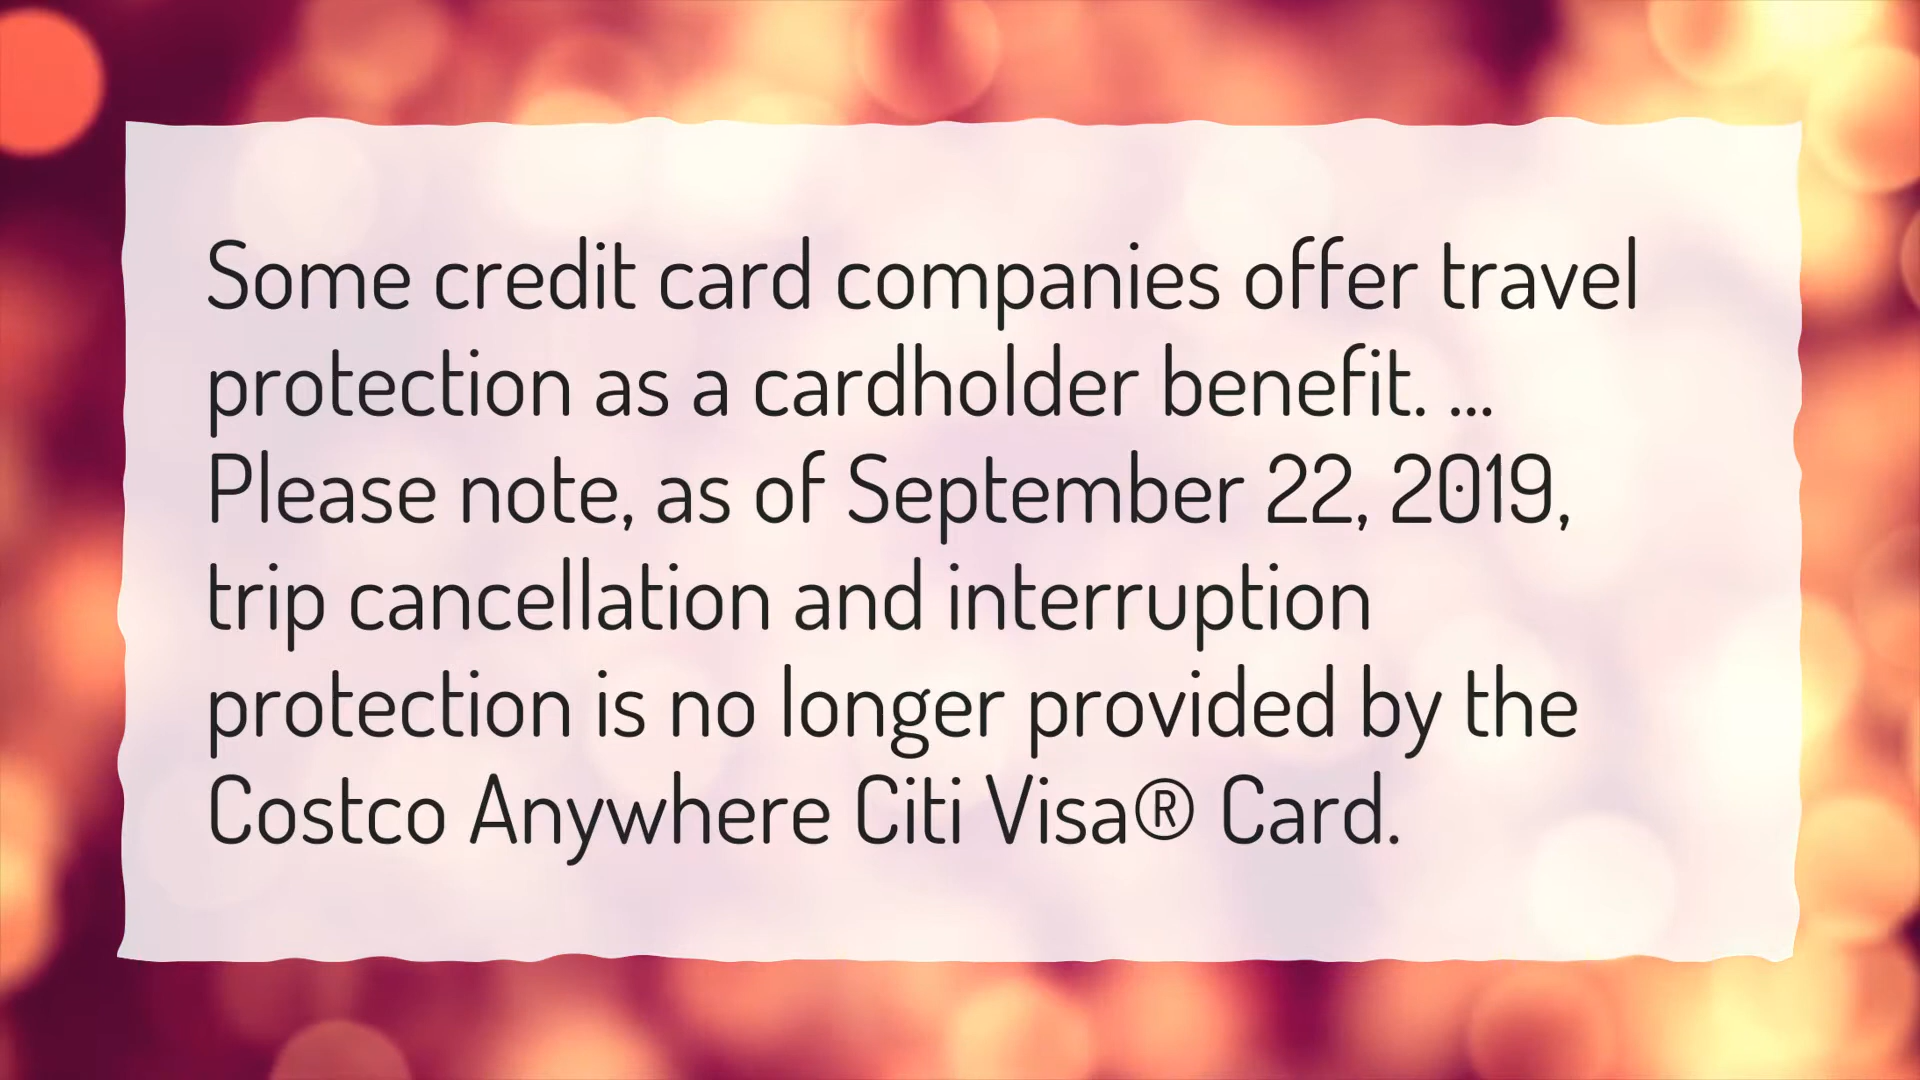 Some credit card companies offer travel
protection as a cardholder benefit. ...
Please note, as of September 22, 2019,
trip cancellation and interruption
protection is no longer provided by the
Costco Anywhere Citi Visa® Card.